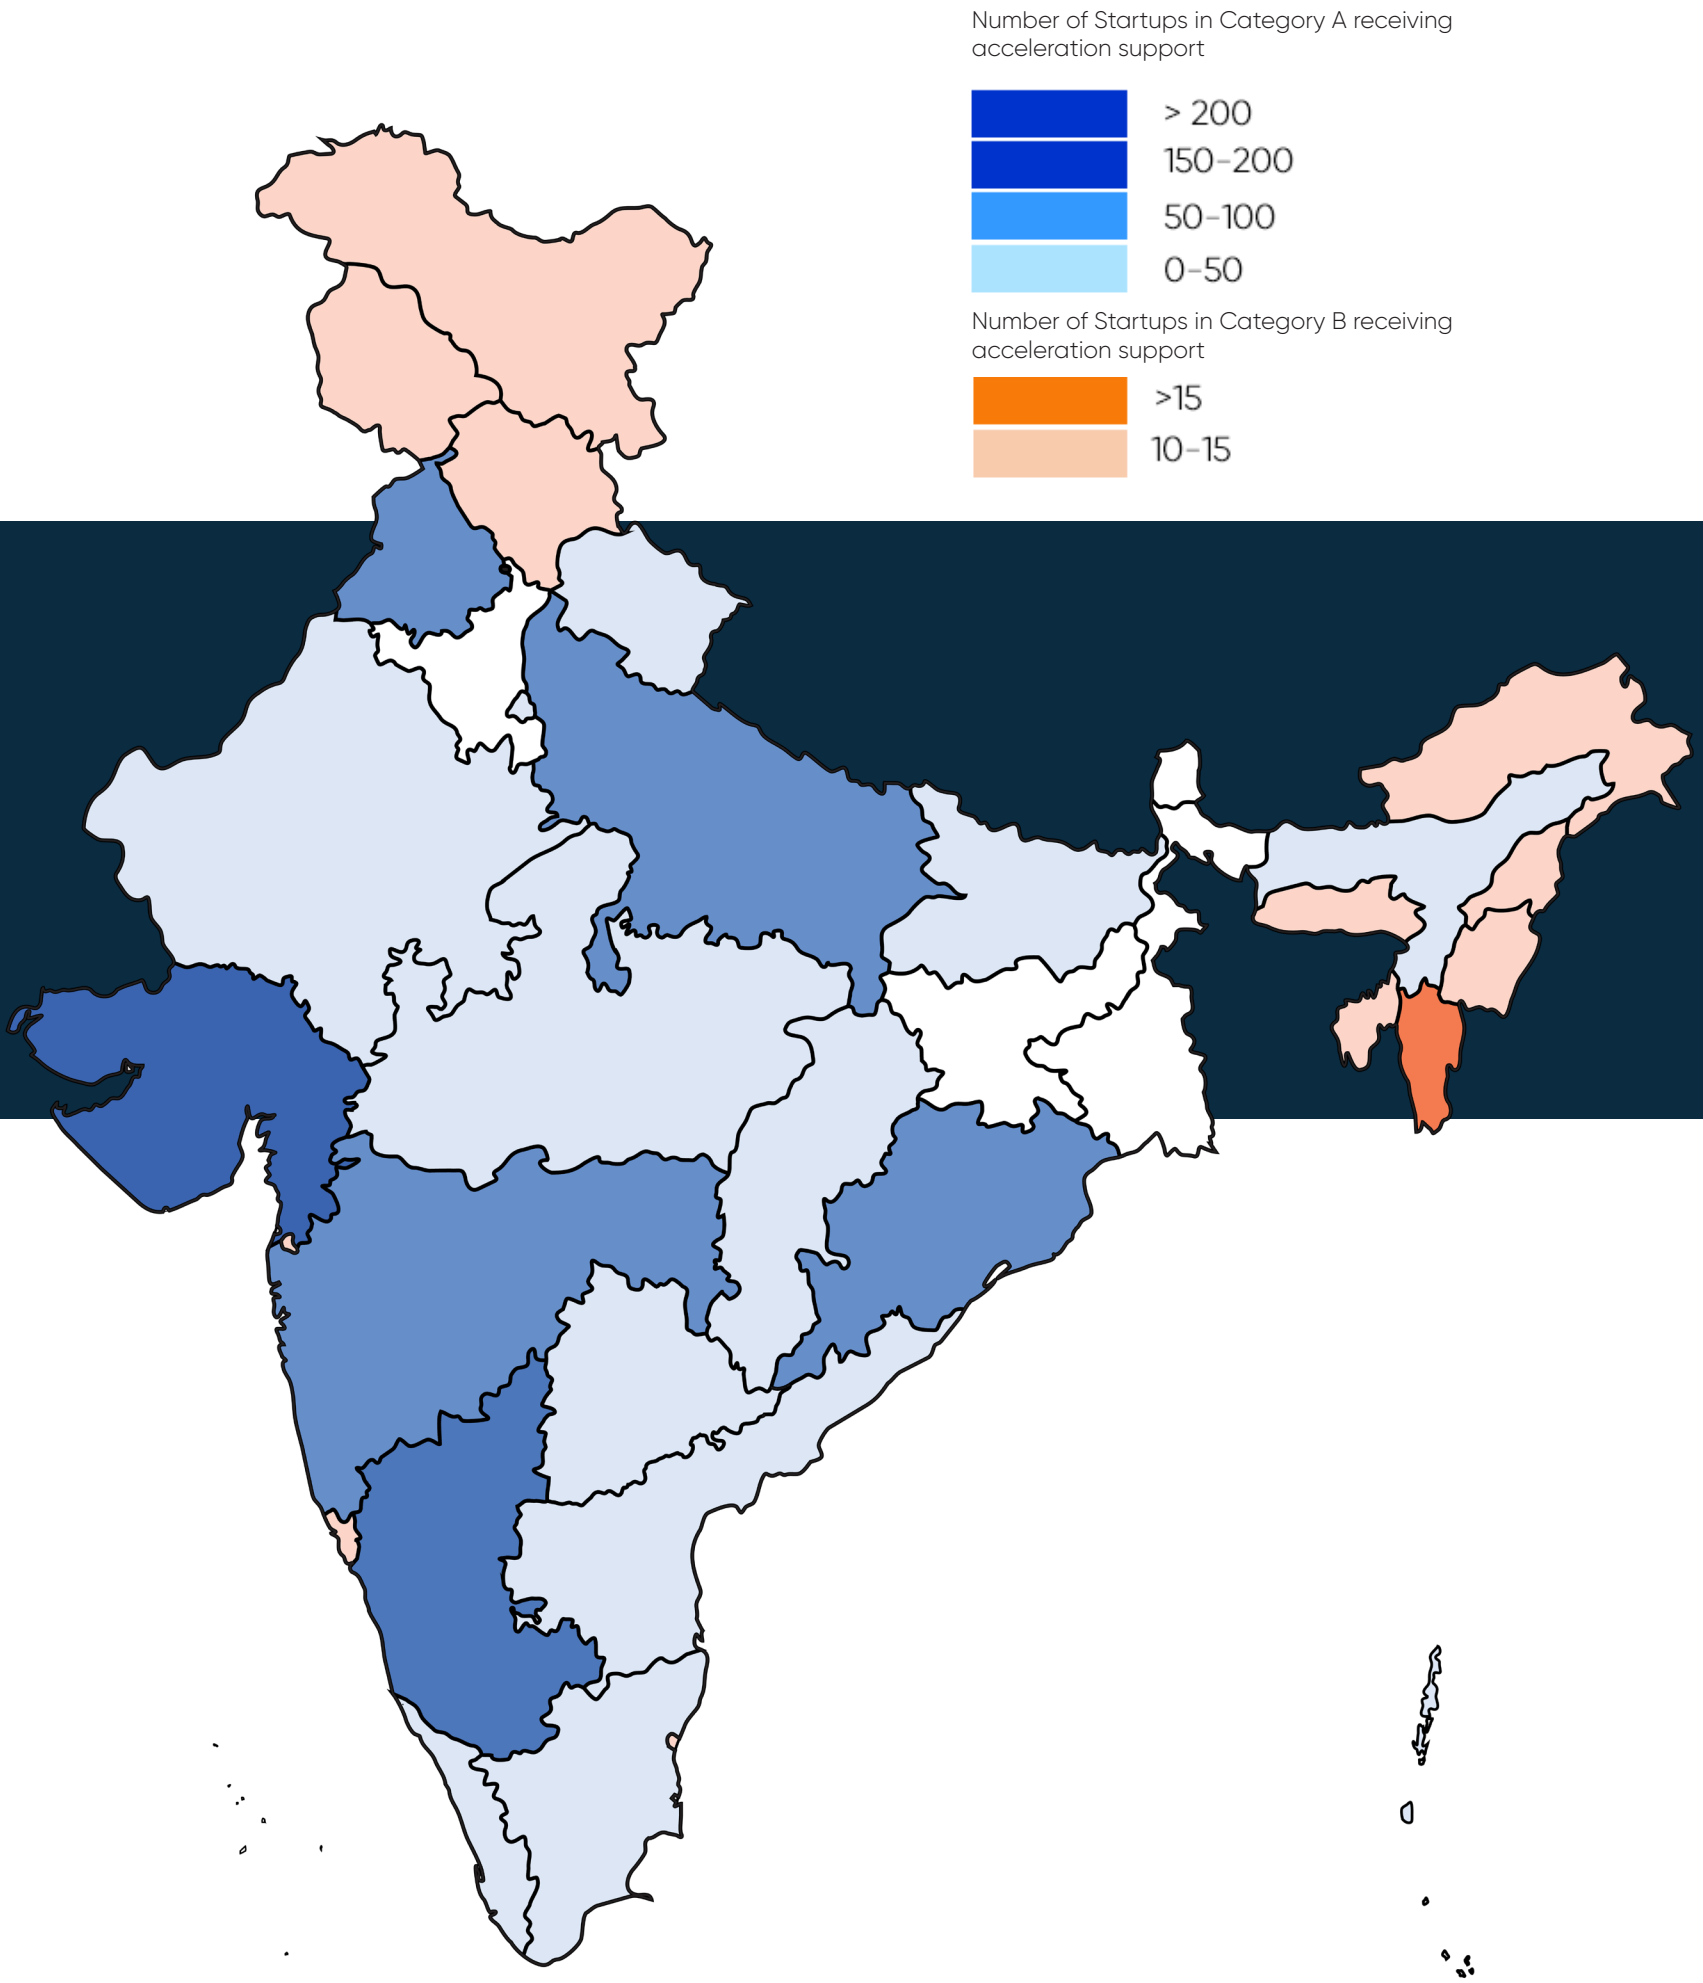 Number of Startups in Category A receiving
acceleration support
> 200
150-200
50-100
0-50
Number of Startups in Category B receiving
acceleration support
>15
10-15